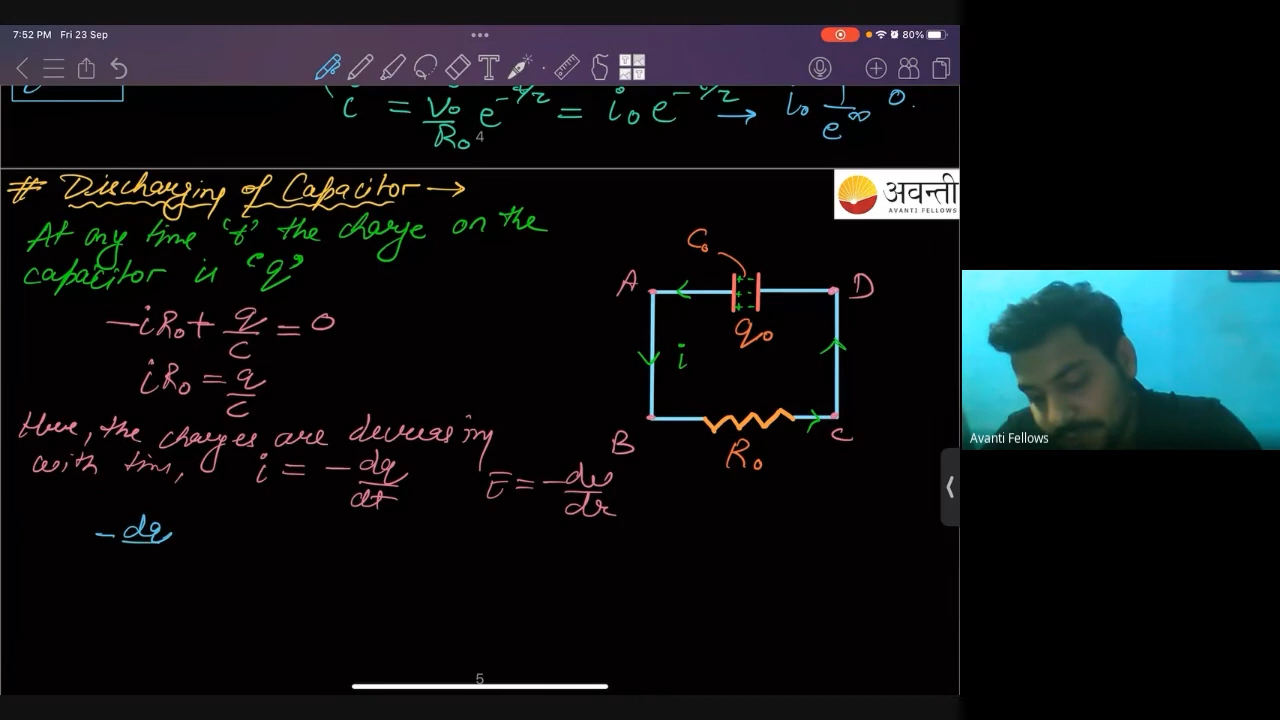 7:52 PM Fri 23 Sep
80%
i = V₀/R₀ e^-t/τ = i₀ e^-t/τ → i₀ 1/e^∞ 0.
4
# Discharging of Capacitor →
अवन्ती
AVANTI FELLOWS
At any time 't' the charge on the
capacitor is "q"
C₀
A
+ -
+ -
+ -
D
q₀
i
B
R₀
C
-iR₀ + q/C = 0
iR₀ = q/C
Here, the charges are decreasing
with time, i = -dq/dt E = -dv/dr
-dq
5
Avanti Fellows